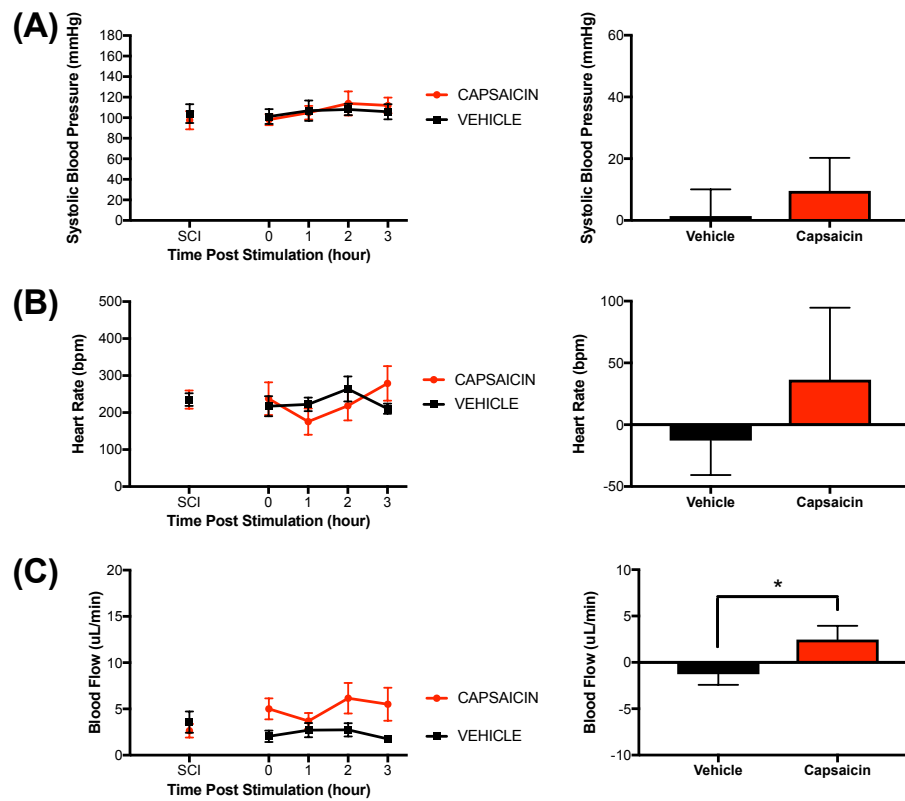 (A)
Systolic Blood Pressure (mmHg)
180
160
140
120
100
80
60
40
20
0
SCI 0 1 2 3
Time Post Stimulation (hour)
CAPSAICIN
VEHICLE
Systolic Blood Pressure (mmHg)
60
40
20
0
Vehicle Capsaicin
(B)
Heart Rate (bpm)
500
400
300
200
100
0
SCI 0 1 2 3
Time Post Stimulation (hour)
CAPSAICIN
VEHICLE
Heart Rate (bpm)
100
50
0
-50
Vehicle Capsaicin
(C)
Blood Flow (uL/min)
20
15
10
5
0
SCI 0 1 2 3
Time Post Stimulation (hour)
CAPSAICIN
VEHICLE
Blood Flow (uL/min)
10
5
0
-5
-10
*
Vehicle Capsaicin